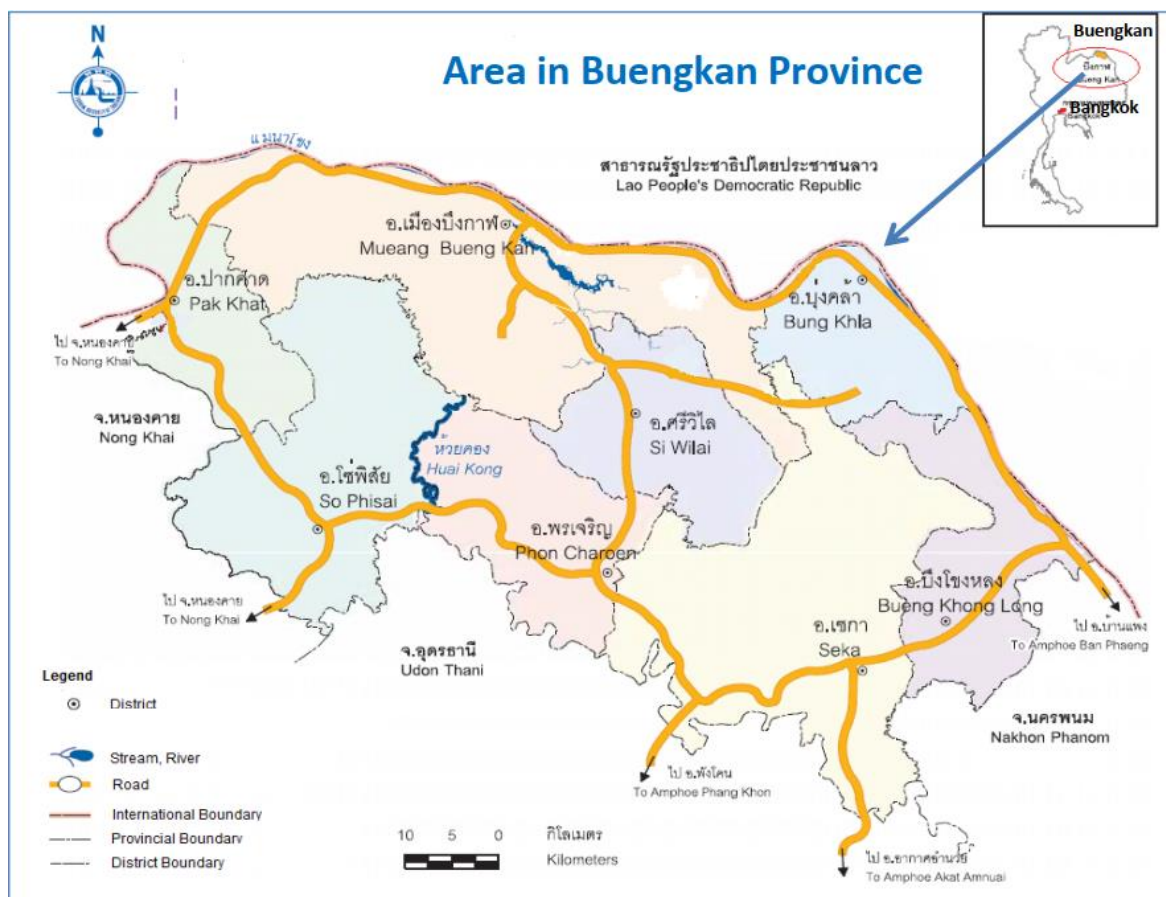 N
Area in Buengkan Province
Buengkan
บึงกาฬ
Bueng Kan
Bangkok
สาธารณรัฐประชาธิปไตยประชาชนลาว
Lao People's Democratic Republic
อ.เมืองบึงกาฬ
Mueang Bueng Kan
อ.ปากคาด
Pak Khat
อ.บุ่งคล้า
Bung Khla
ไป จ.หนองคาย
To Nong Khai
จ.หนองคาย
Nong Khai
อ.ศรีวิไล
Si Wilai
ห้วยคอง
Huai Kong
อ.โซ่พิสัย
So Phisai
อ.พรเจริญ
Phon Charoen
อ.บึงโขงหลง
Bueng Khong Long
ไป จ.หนองคาย
To Nong Khai
อ.เซกา
Seka
ไป อ.บ้านแพง
To Amphoe Ban Phaeng
จ.อุดรธานี
Udon Thani
จ.นครพนม
Nakhon Phanom
ไป อ.พังโคน
To Amphoe Phang Khon
ไป อ.อากาศอำนวย
To Amphoe Akat Amnuai
Legend
District
Stream, River
Road
International Boundary
Provincial Boundary
District Boundary
10 5 0 กิโลเมตร
Kilometers